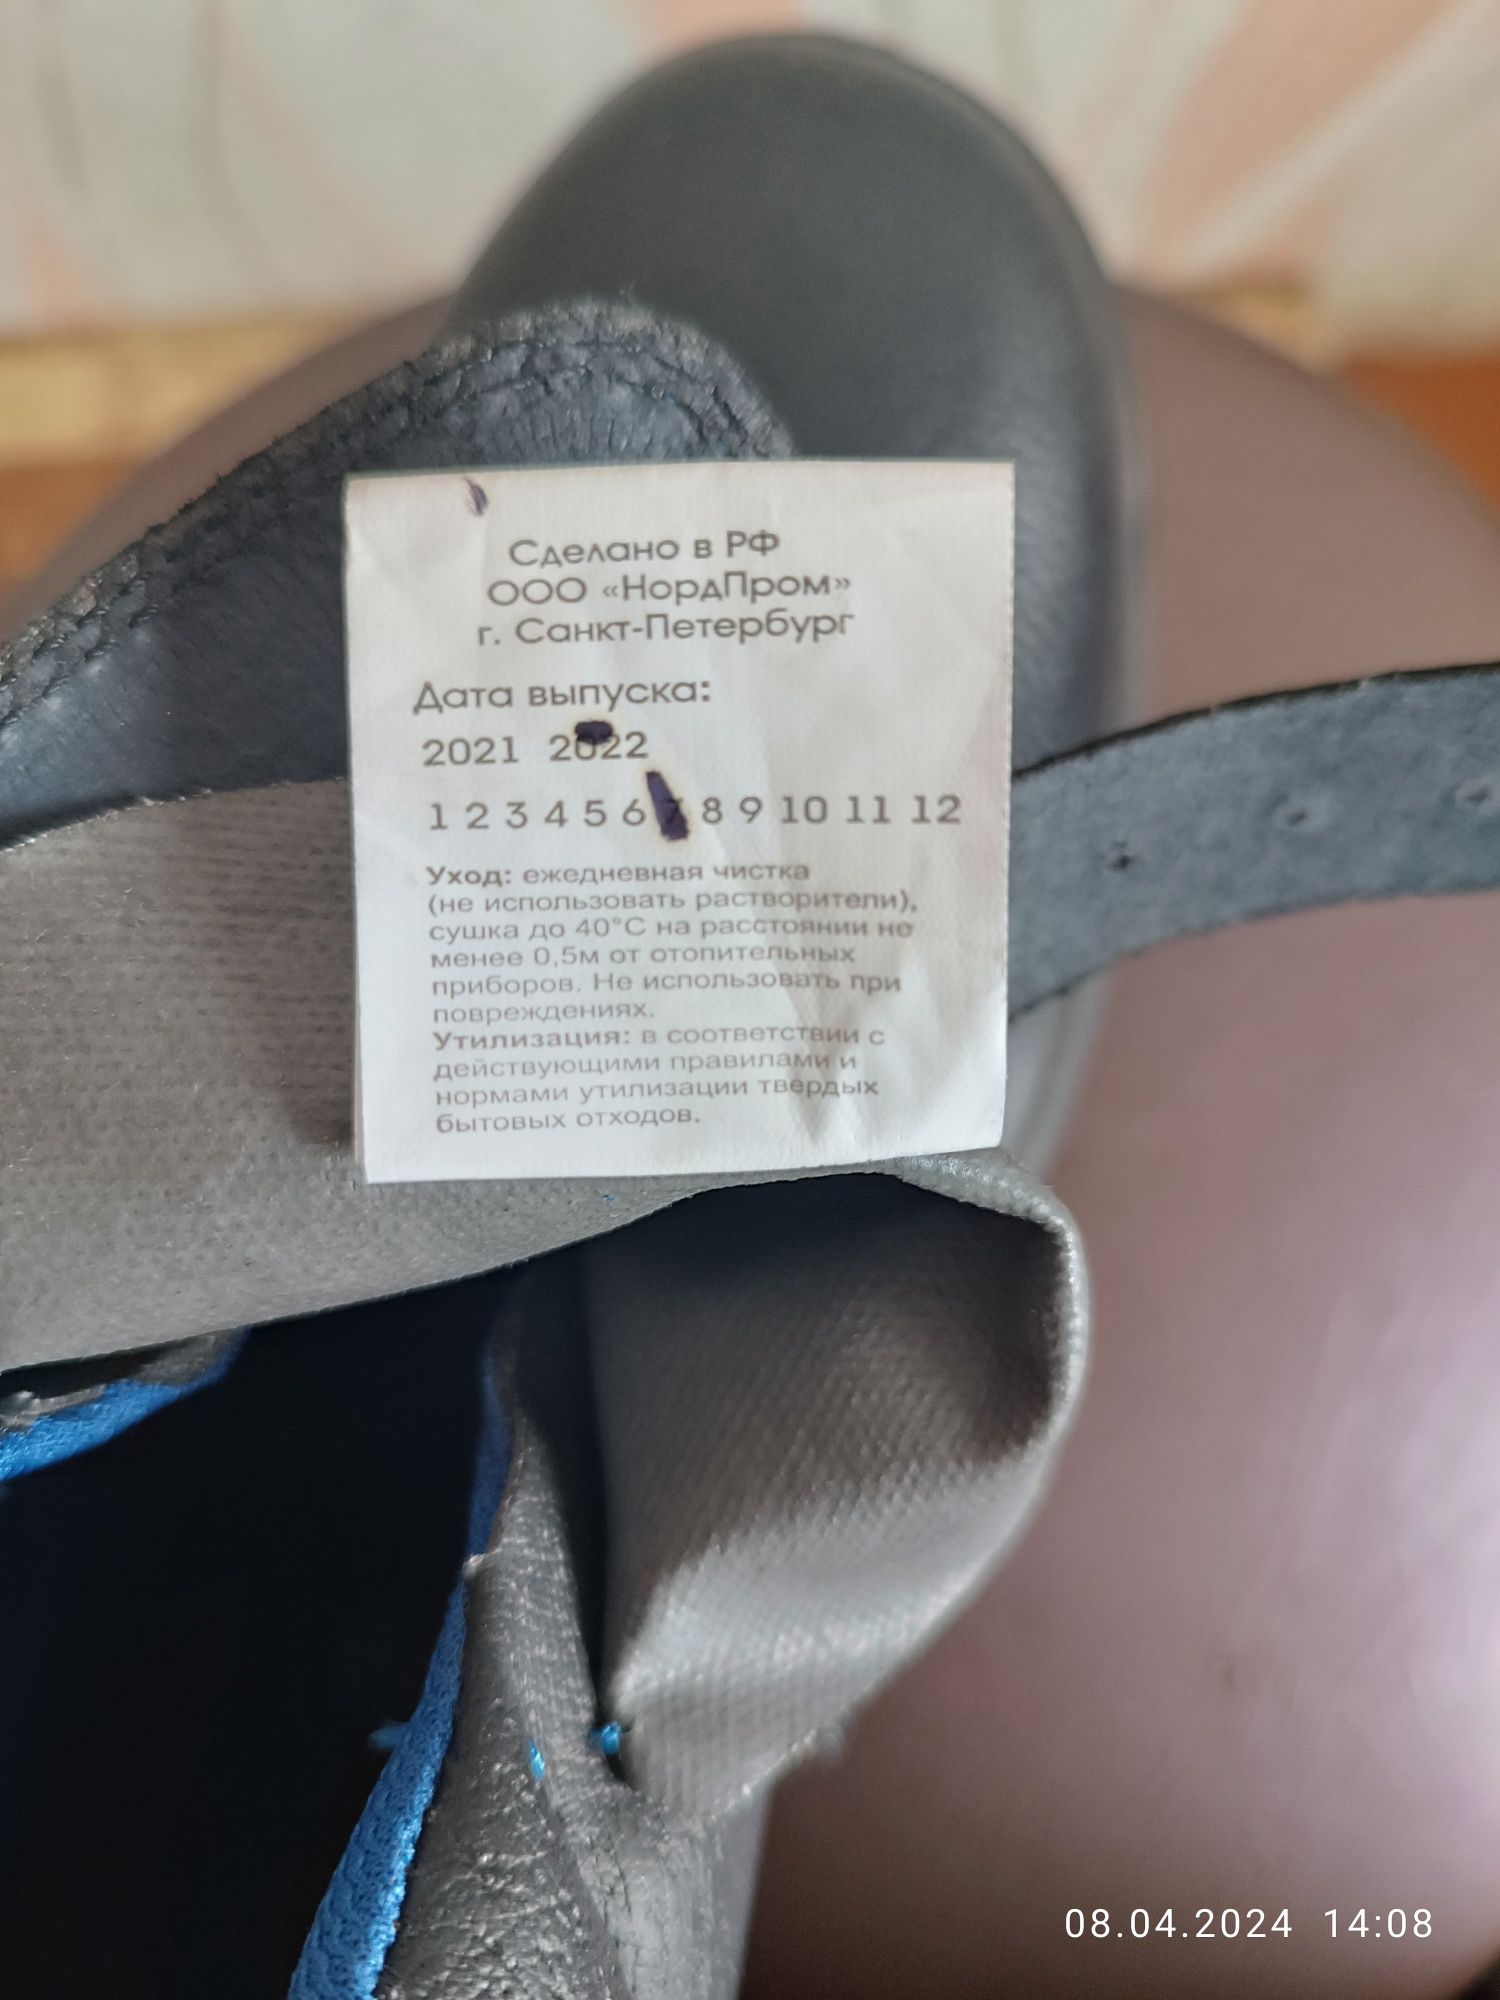 Сделано в РФ
ООО «НордПром»
г. Санкт-Петербург
Дата выпуска:
2021 2022
1 2 3 4 5 6 7 8 9 10 11 12
Уход: ежедневная чистка
(не использовать растворители),
сушка до 40°С на расстоянии не
менее 0,5м от отопительных
приборов. Не использовать при
повреждениях.
Утилизация: в соответствии с
действующими правилами и
нормами утилизации твердых
бытовых отходов.
08.04.2024 14:08